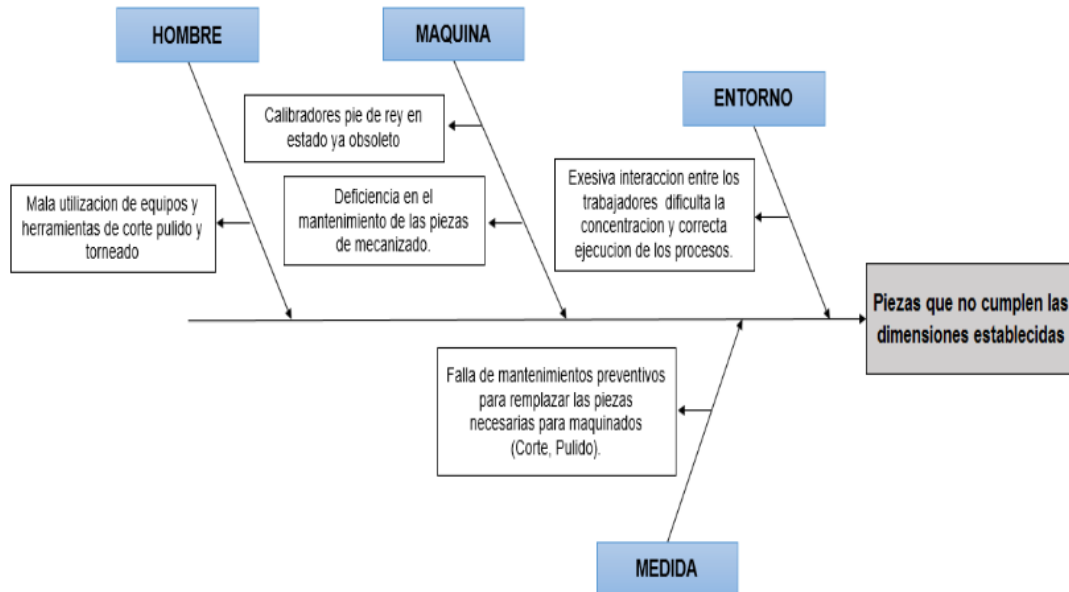 HOMBRE
MAQUINA
ENTORNO
Calibradores pie de rey en
estado ya obsoleto
Mala utilizacion de equipos y
herramientas de corte pulido y
torneado
Deficiencia en el
mantenimiento de las piezas
de mecanizado.
Exesiva interaccion entre los
trabajadores dificulta la
concentracion y correcta
ejecucion de los procesos.
Piezas que no cumplen las
dimensiones establecidas
Falla de mantenimientos preventivos
para remplazar las piezas
necesarias para maquinados
(Corte, Pulido).
MEDIDA